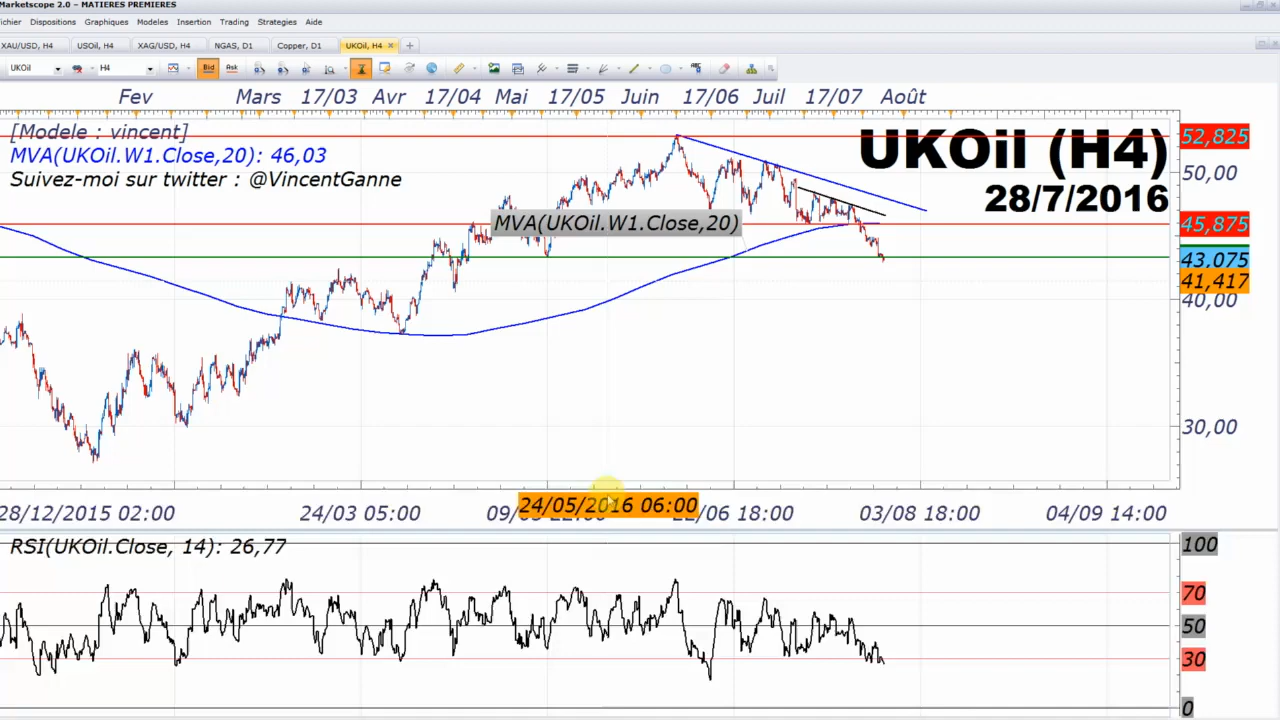 Marketscope 2.0 – MATIERES PREMIERES
ichier Dispositions Graphiques Modeles Insertion Trading Strategies Aide
XAU/USD, H4 USOil, H4 XAG/USD, H4 NGAS, D1 Copper, D1 UKOil, H4
UKOil H4 Bid Ask
Fev Mars 17/03 Avr 17/04 Mai 17/05 Juin 17/06 Juil 17/07 Août
[Modele : vincent]
MVA(UKOil.W1.Close,20): 46,03
Suivez-moi sur twitter : @VincentGanne
UKOil (H4)
28/7/2016
52,825
50,00
MVA(UKOil.W1.Close,20)
45,875
43,075
41,417
40,00
30,00
24/05/2016 06:00
28/12/2015 02:00 24/03 05:00 22/06 18:00 03/08 18:00 04/09 14:00
RSI(UKOil.Close, 14): 26,77
100
70
50
30
0